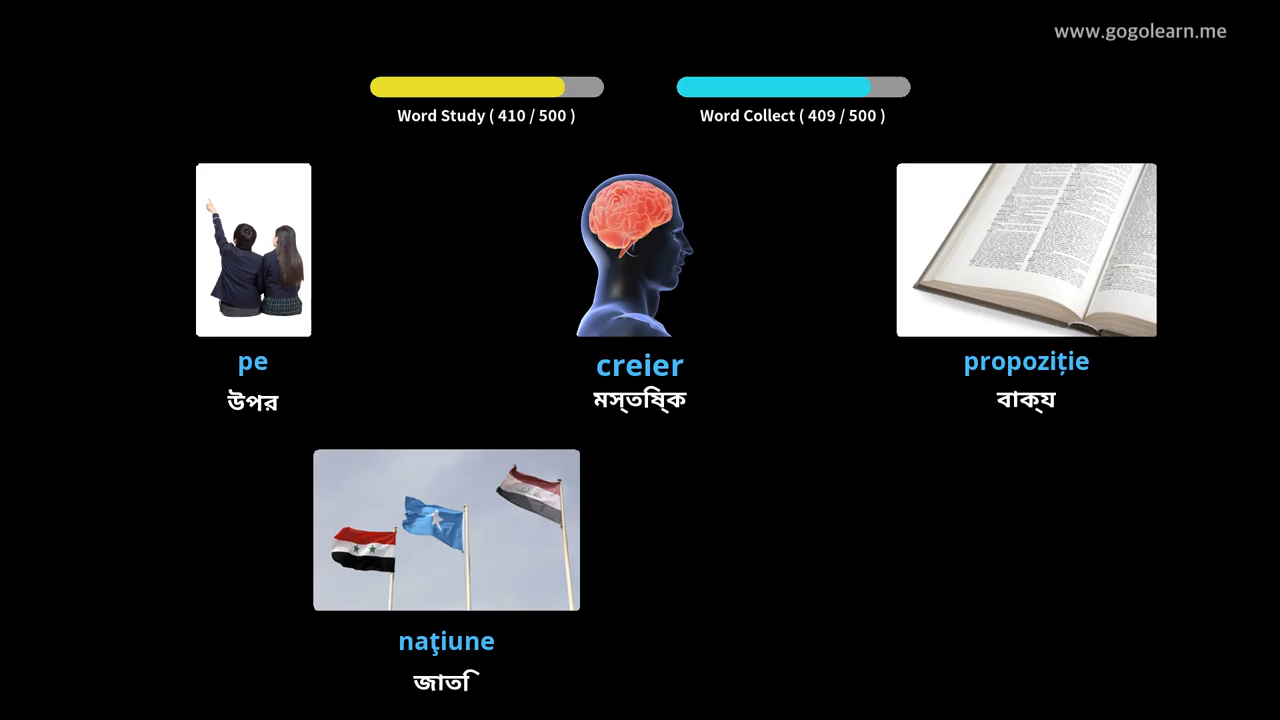 www.gogolearn.me
Word Study ( 410 / 500 )
Word Collect ( 409 / 500 )
pe
creier
propoziție
উপর
মস্তিষ্ক
বাক্য
naţiune
জাতি